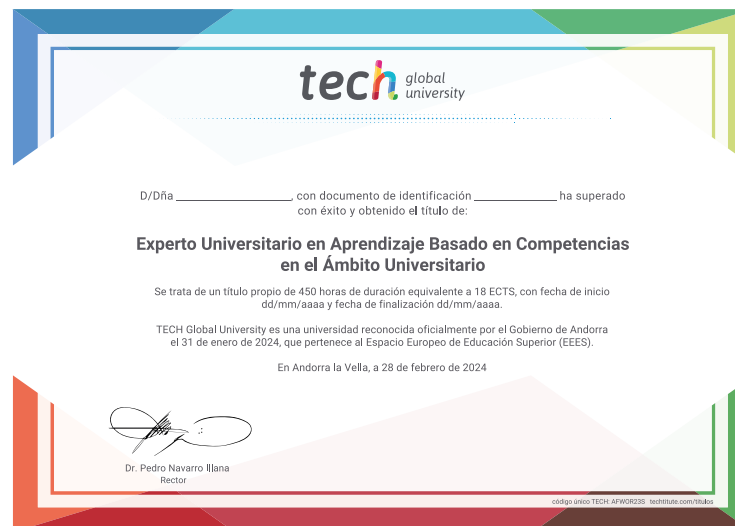 tech global
university
D/Dña ____________________, con documento de identificación ______________ ha superado
con éxito y obtenido el título de:
Experto Universitario en Aprendizaje Basado en Competencias
en el Ámbito Universitario
Se trata de un título propio de 450 horas de duración equivalente a 18 ECTS, con fecha de inicio
dd/mm/aaaa y fecha de finalización dd/mm/aaaa.
TECH Global University es una universidad reconocida oficialmente por el Gobierno de Andorra
el 31 de enero de 2024, que pertenece al Espacio Europeo de Educación Superior (EEES).
En Andorra la Vella, a 28 de febrero de 2024
Dr. Pedro Navarro Illana
Rector
código único TECH: AFWOR23S techtitute.com/titulos